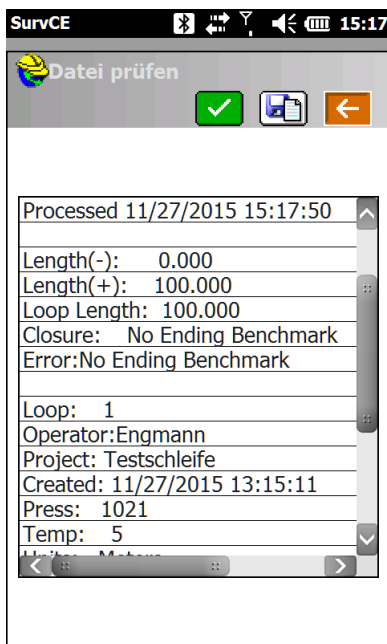 SurvCE 15:17
Datei prüfen
Processed 11/27/2015 15:17:50
Length(-): 0.000
Length(+): 100.000
Loop Length: 100.000
Closure: No Ending Benchmark
Error:No Ending Benchmark
Loop: 1
Operator:Engmann
Project: Testschleife
Created: 11/27/2015 13:15:11
Press: 1021
Temp: 5